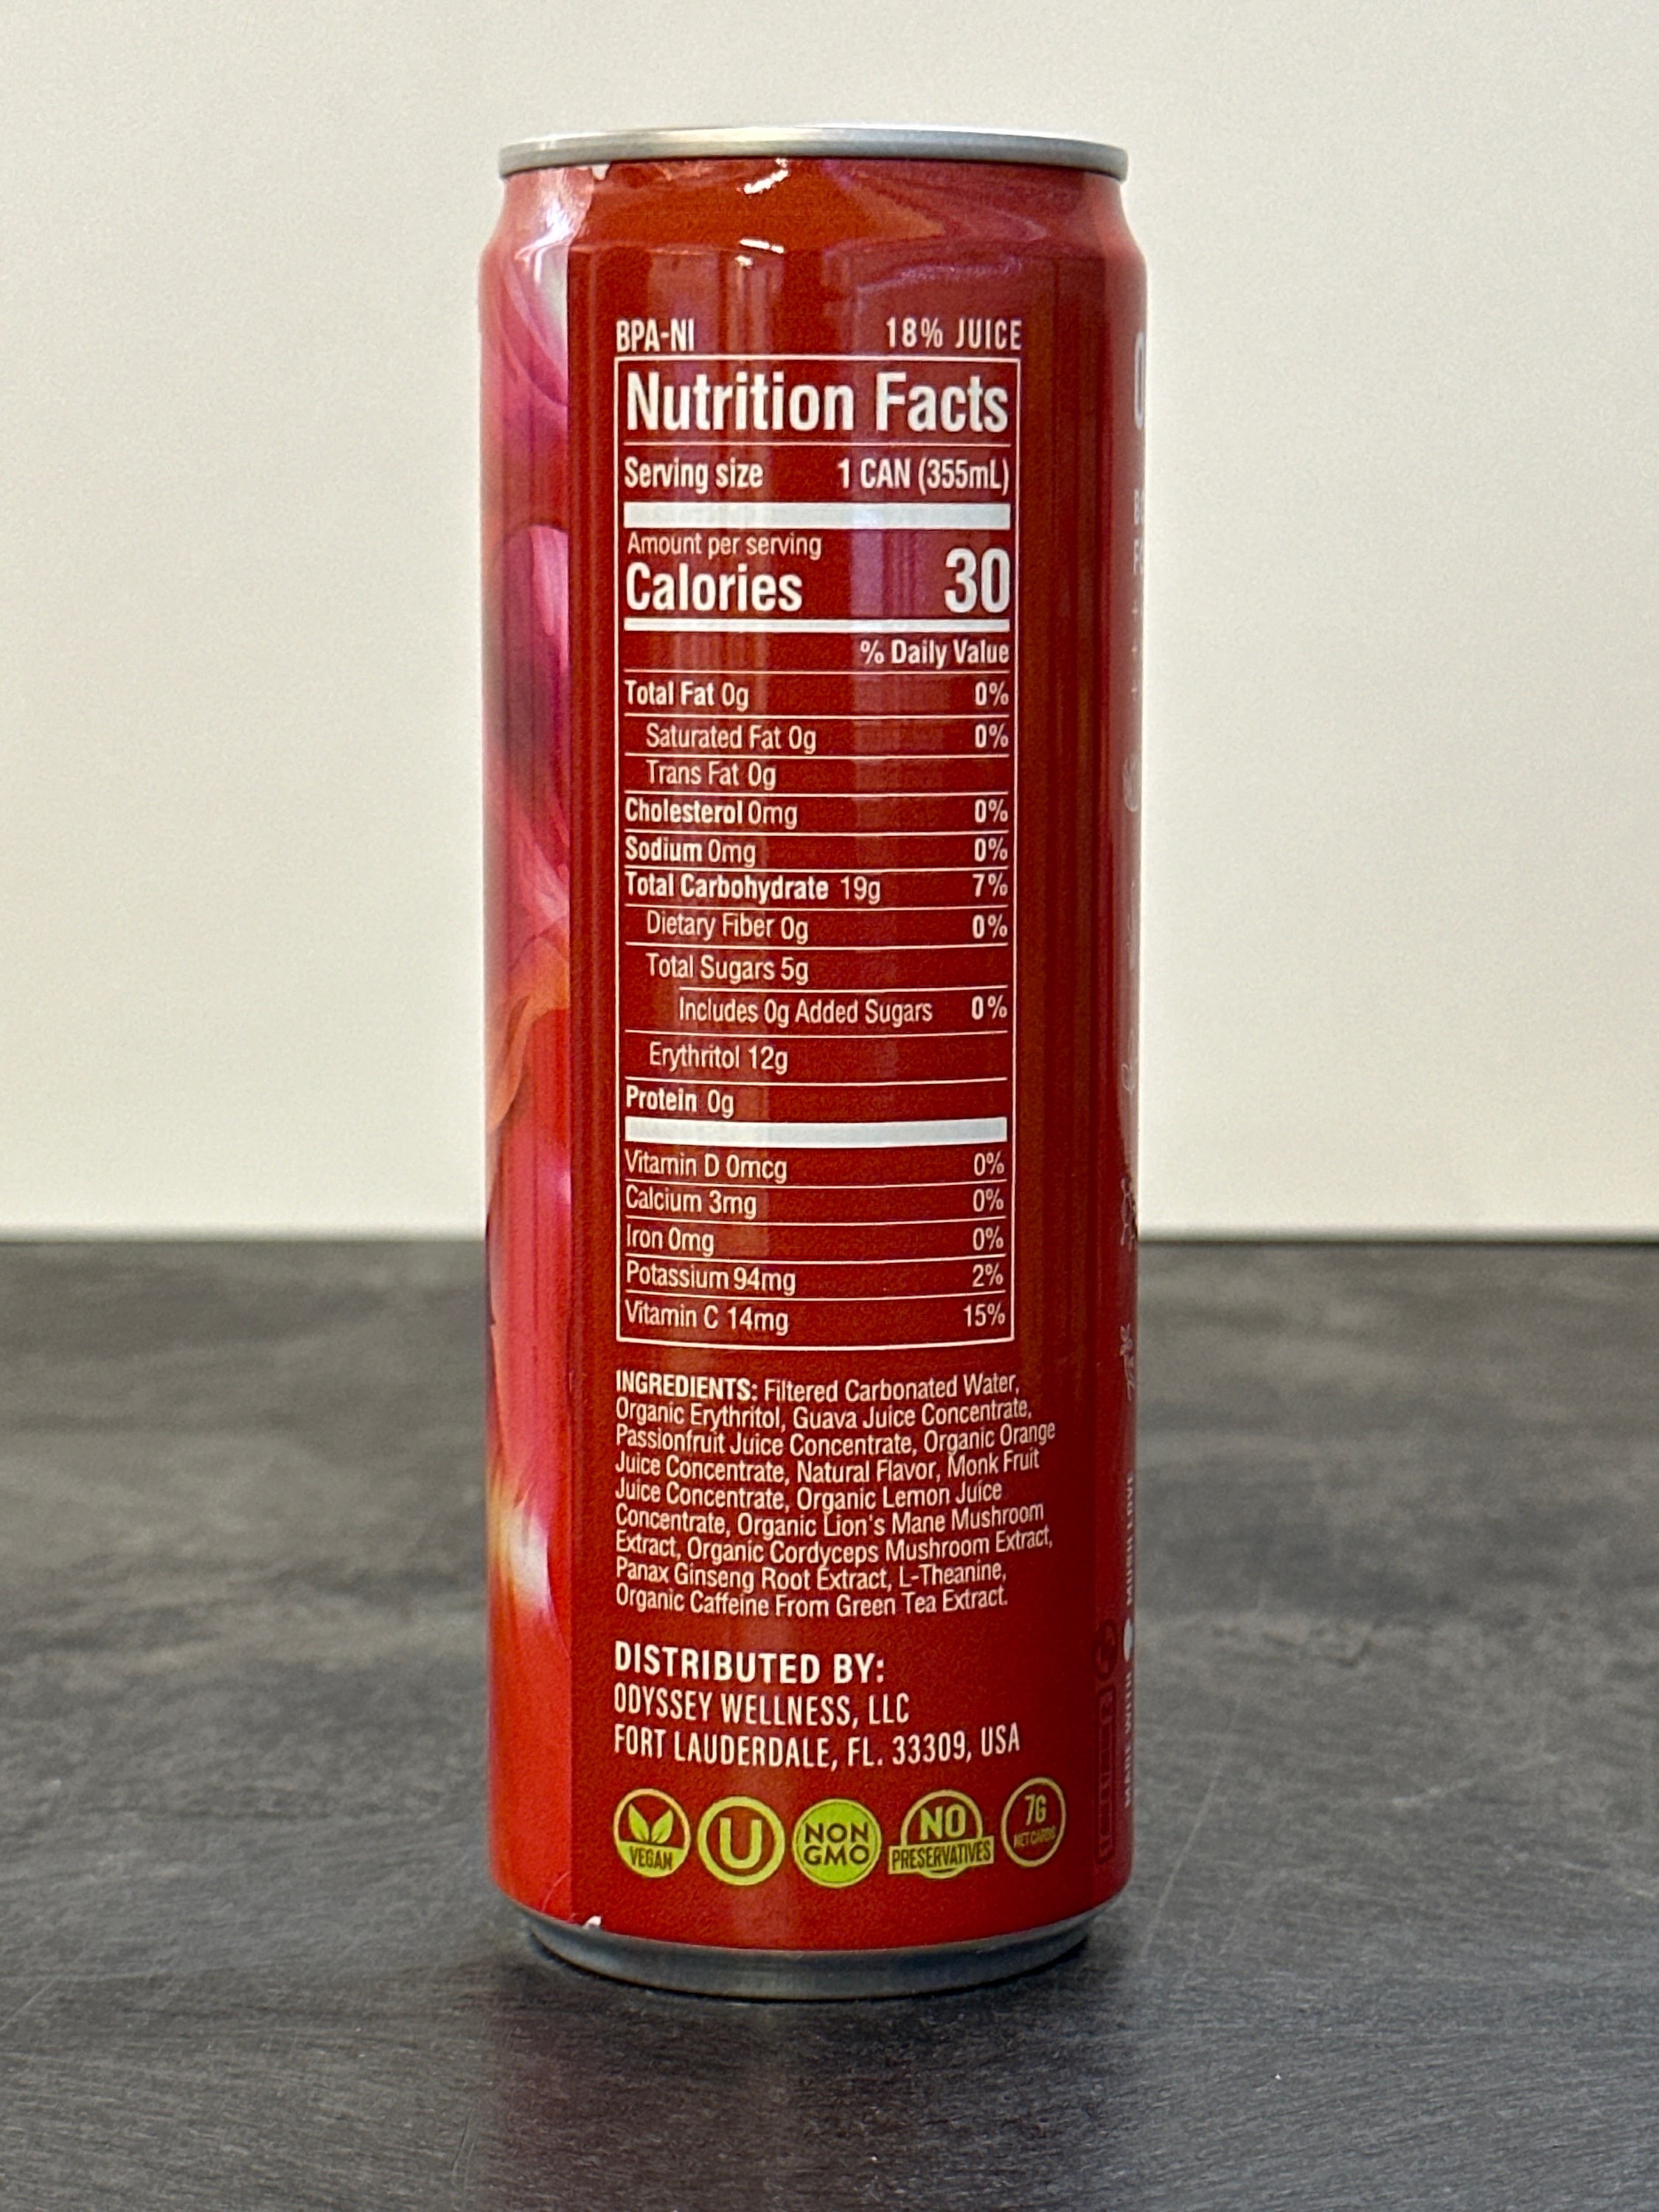 BPA-NI 18% JUICE
Nutrition Facts
Serving size 1 CAN (355mL)
Amount per serving
Calories 30
% Daily Value
Total Fat 0g 0%
Saturated Fat 0g 0%
Trans Fat 0g
Cholesterol 0mg 0%
Sodium 0mg 0%
Total Carbohydrate 19g 7%
Dietary Fiber 0g 0%
Total Sugars 5g
Includes 0g Added Sugars 0%
Erythritol 12g
Protein 0g
Vitamin D 0mcg 0%
Calcium 3mg 0%
Iron 0mg 0%
Potassium 94mg 2%
Vitamin C 14mg 15%
INGREDIENTS: Filtered Carbonated Water,
Organic Erythritol, Guava Juice Concentrate,
Passionfruit Juice Concentrate, Organic Orange
Juice Concentrate, Natural Flavor, Monk Fruit
Juice Concentrate, Organic Lemon Juice
Concentrate, Organic Lion's Mane Mushroom
Extract, Organic Cordyceps Mushroom Extract,
Panax Ginseng Root Extract, L-Theanine,
Organic Caffeine From Green Tea Extract.
DISTRIBUTED BY:
ODYSSEY WELLNESS, LLC
FORT LAUDERDALE, FL. 33309, USA
VEGAN
U
NON
GMO
NO
PRESERVATIVES
7G
NET CARBS